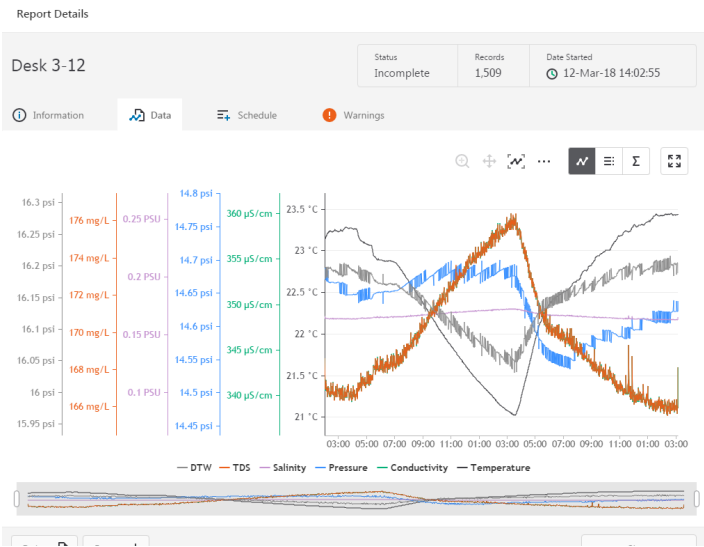 Report Details
Desk 3-12
Status
Incomplete
Records
1,509
Date Started
12-Mar-18 14:02:55
Information
Data
Schedule
Warnings
16.3 psi
16.25 psi
16.2 psi
16.15 psi
16.1 psi
16.05 psi
16 psi
15.95 psi
176 mg/L
174 mg/L
172 mg/L
170 mg/L
168 mg/L
166 mg/L
0.25 PSU
0.2 PSU
0.15 PSU
0.1 PSU
14.8 psi
14.75 psi
14.7 psi
14.65 psi
14.6 psi
14.55 psi
14.5 psi
14.45 psi
360 µS/cm
355 µS/cm
350 µS/cm
345 µS/cm
340 µS/cm
23.5 °C
23 °C
22.5 °C
22 °C
21.5 °C
21 °C
03:00 05:00 07:00 09:00 11:00 01:00 03:00 05:00 07:00 09:00 11:00 01:00 03:00
DTW TDS Salinity Pressure Conductivity Temperature